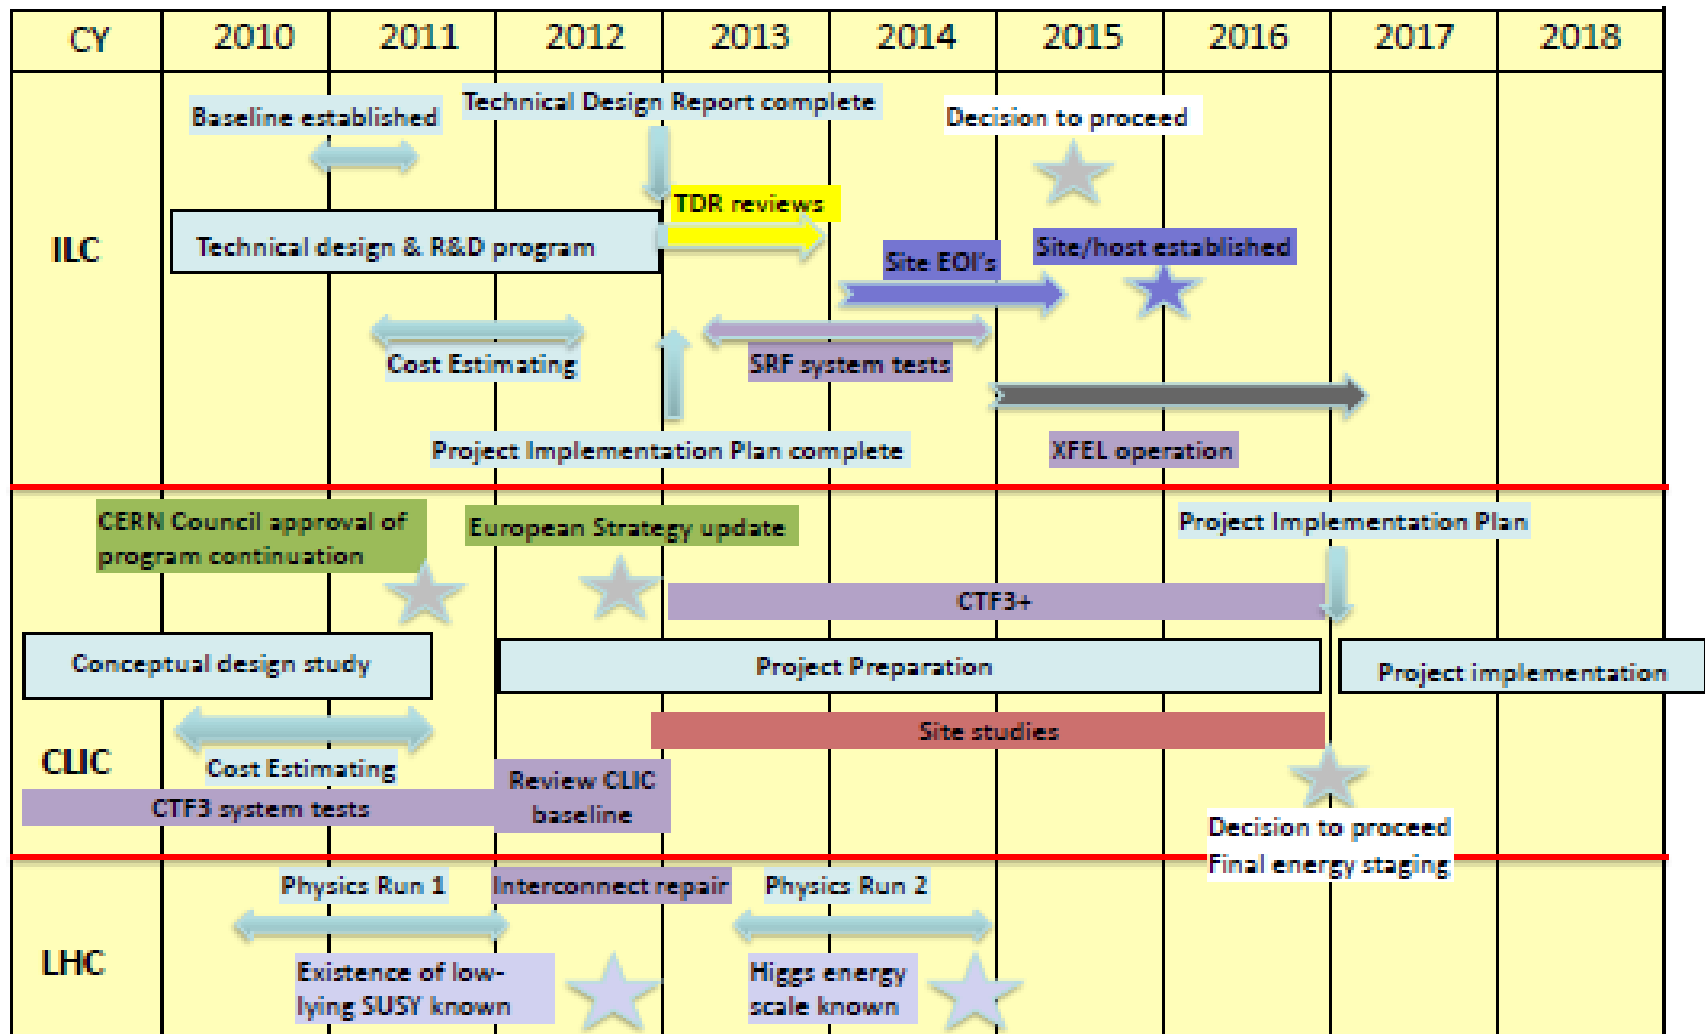 CY 2010 2011 2012 2013 2014 2015 2016 2017 2018
Baseline established
Technical Design Report complete
Decision to proceed
TDR reviews
ILC
Technical design & R&D program
Site EOI's
Site/host established
Cost Estimating
SRF system tests
Project Implementation Plan complete
XFEL operation
CERN Council approval of
program continuation
European Strategy update
Project Implementation Plan
CTF3+
Conceptual design study
Project Preparation
Project implementation
Site studies
CLIC
Cost Estimating
Review CLIC
baseline
CTF3 system tests
Decision to proceed
Final energy staging
Physics Run 1
Interconnect repair
Physics Run 2
LHC
Existence of low-
lying SUSY known
Higgs energy
scale known